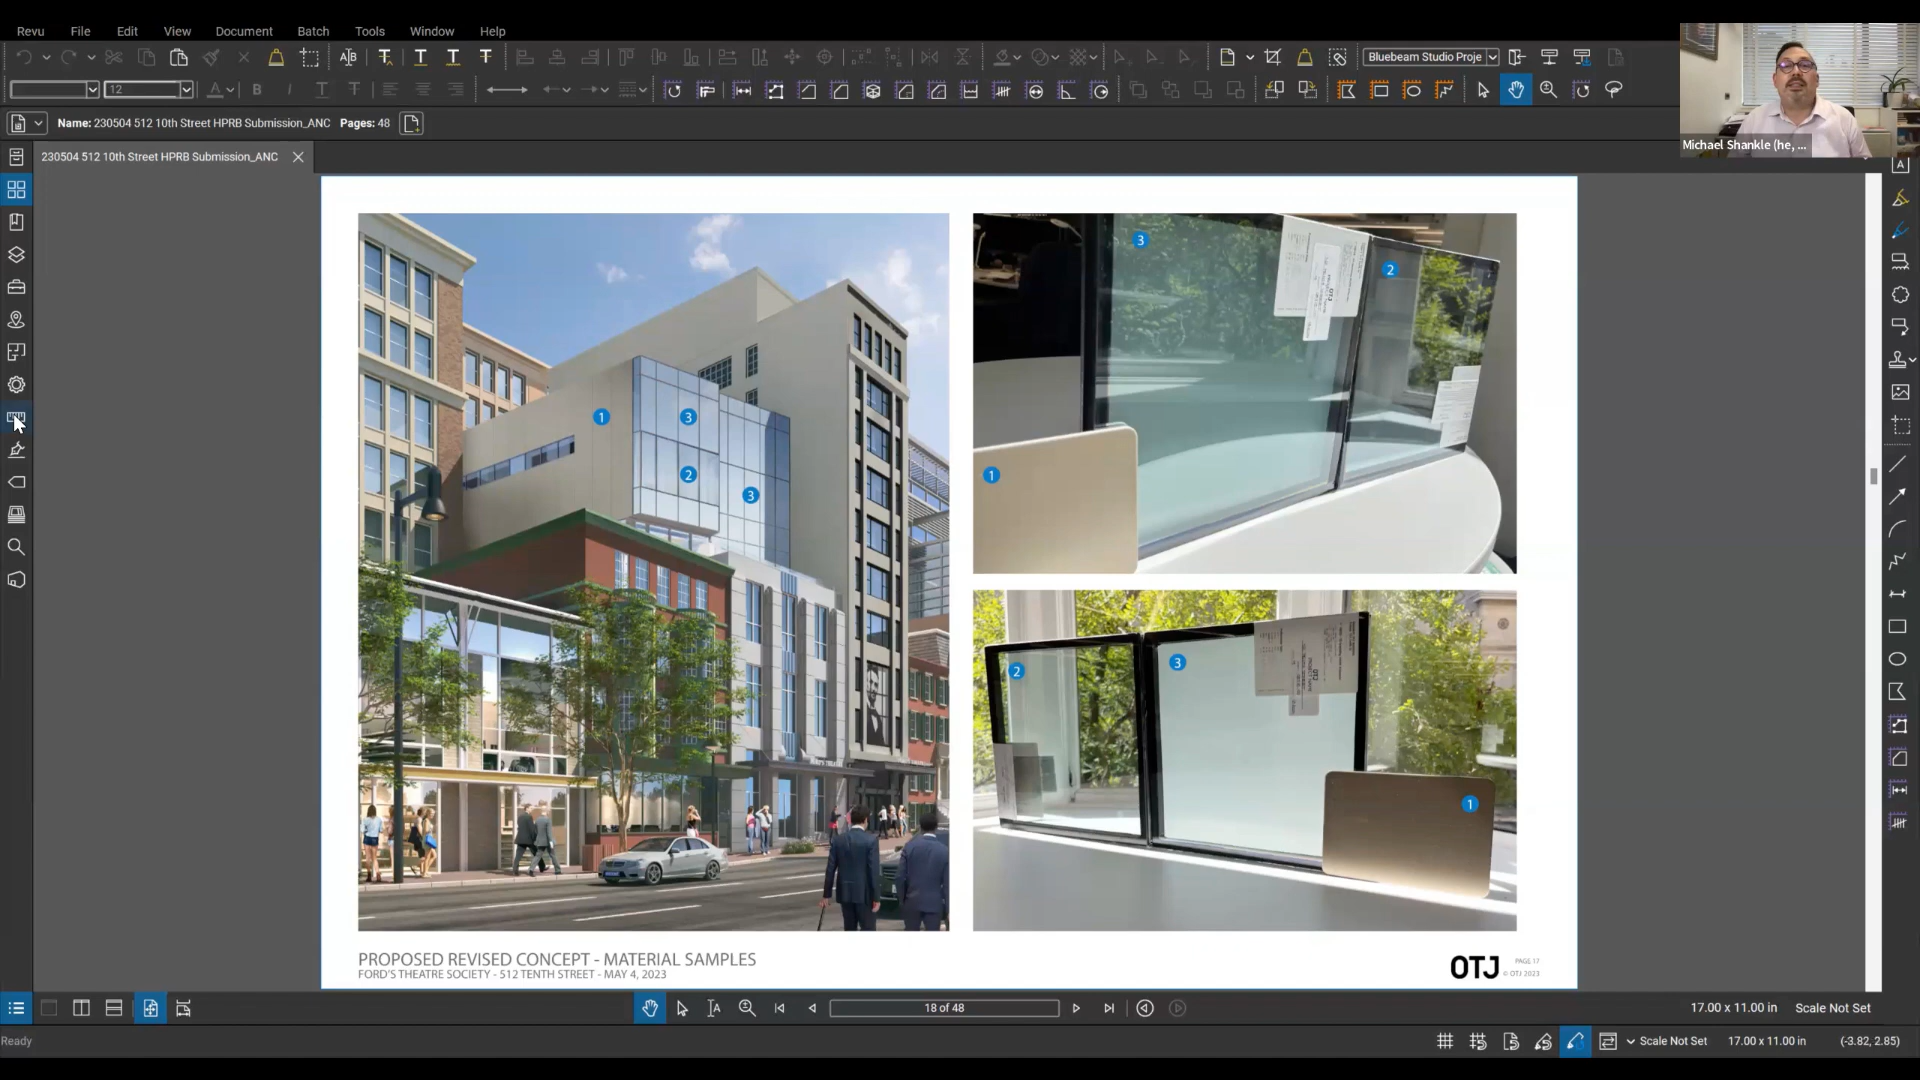 Revu File Edit View Document Batch Tools Window Help
Bluebeam Studio Proje
12
Name: 230504 512 10th Street HPRB Submission_ANC Pages: 48
Michael Shankle (he, ...
230504 512 10th Street HPRB Submission_ANC
3
2
1
1
3
2
3
2
3
1
PROPOSED REVISED CONCEPT - MATERIAL SAMPLES
FORD'S THEATRE SOCIETY - 512 TENTH STREET - MAY 4, 2023
OTJ
PAGE 17
© OTJ 2023
18 of 48
17.00 x 11.00 in Scale Not Set
Ready
Scale Not Set 17.00 x 11.00 in (-3.82, 2.85)